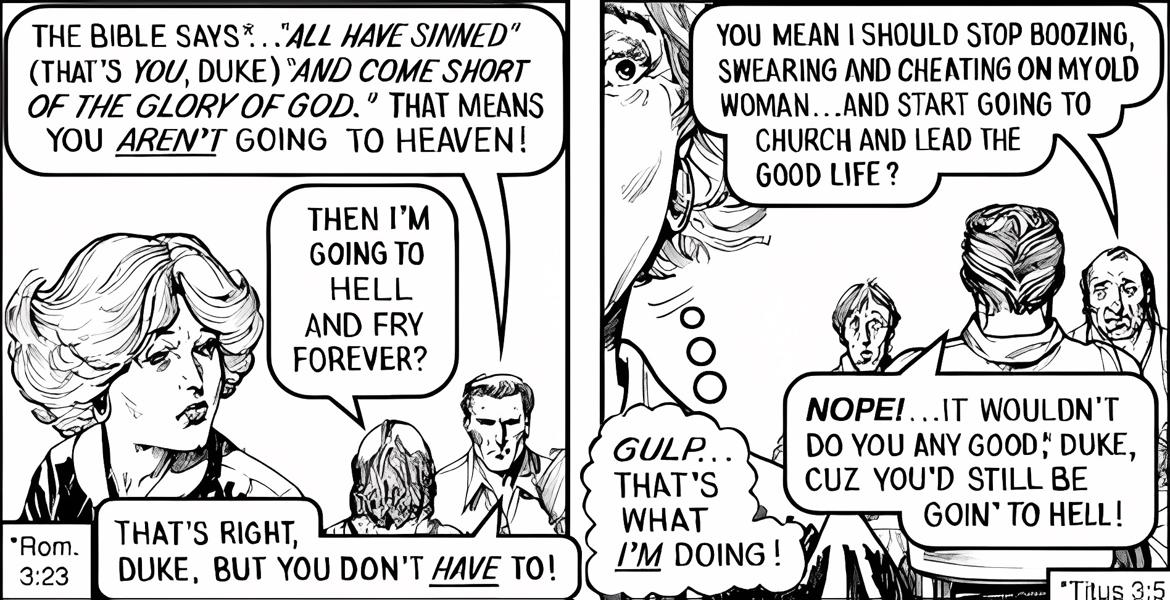 THE BIBLE SAYS*..."ALL HAVE SINNED"
(THAT'S YOU, DUKE) "AND COME SHORT
OF THE GLORY OF GOD." THAT MEANS
YOU AREN'T GOING TO HEAVEN!
THEN I'M
GOING TO
HELL
AND FRY
FOREVER?
THAT'S RIGHT,
DUKE, BUT YOU DON'T HAVE TO!
*Rom.
3:23
YOU MEAN I SHOULD STOP BOOZING,
SWEARING AND CHEATING ON MY OLD
WOMAN...AND START GOING TO
CHURCH AND LEAD THE
GOOD LIFE?
NOPE!...IT WOULDN'T
DO YOU ANY GOOD,* DUKE,
CUZ YOU'D STILL BE
GOIN' TO HELL!
GULP...
THAT'S
WHAT
I'M DOING!
*Titus 3:5